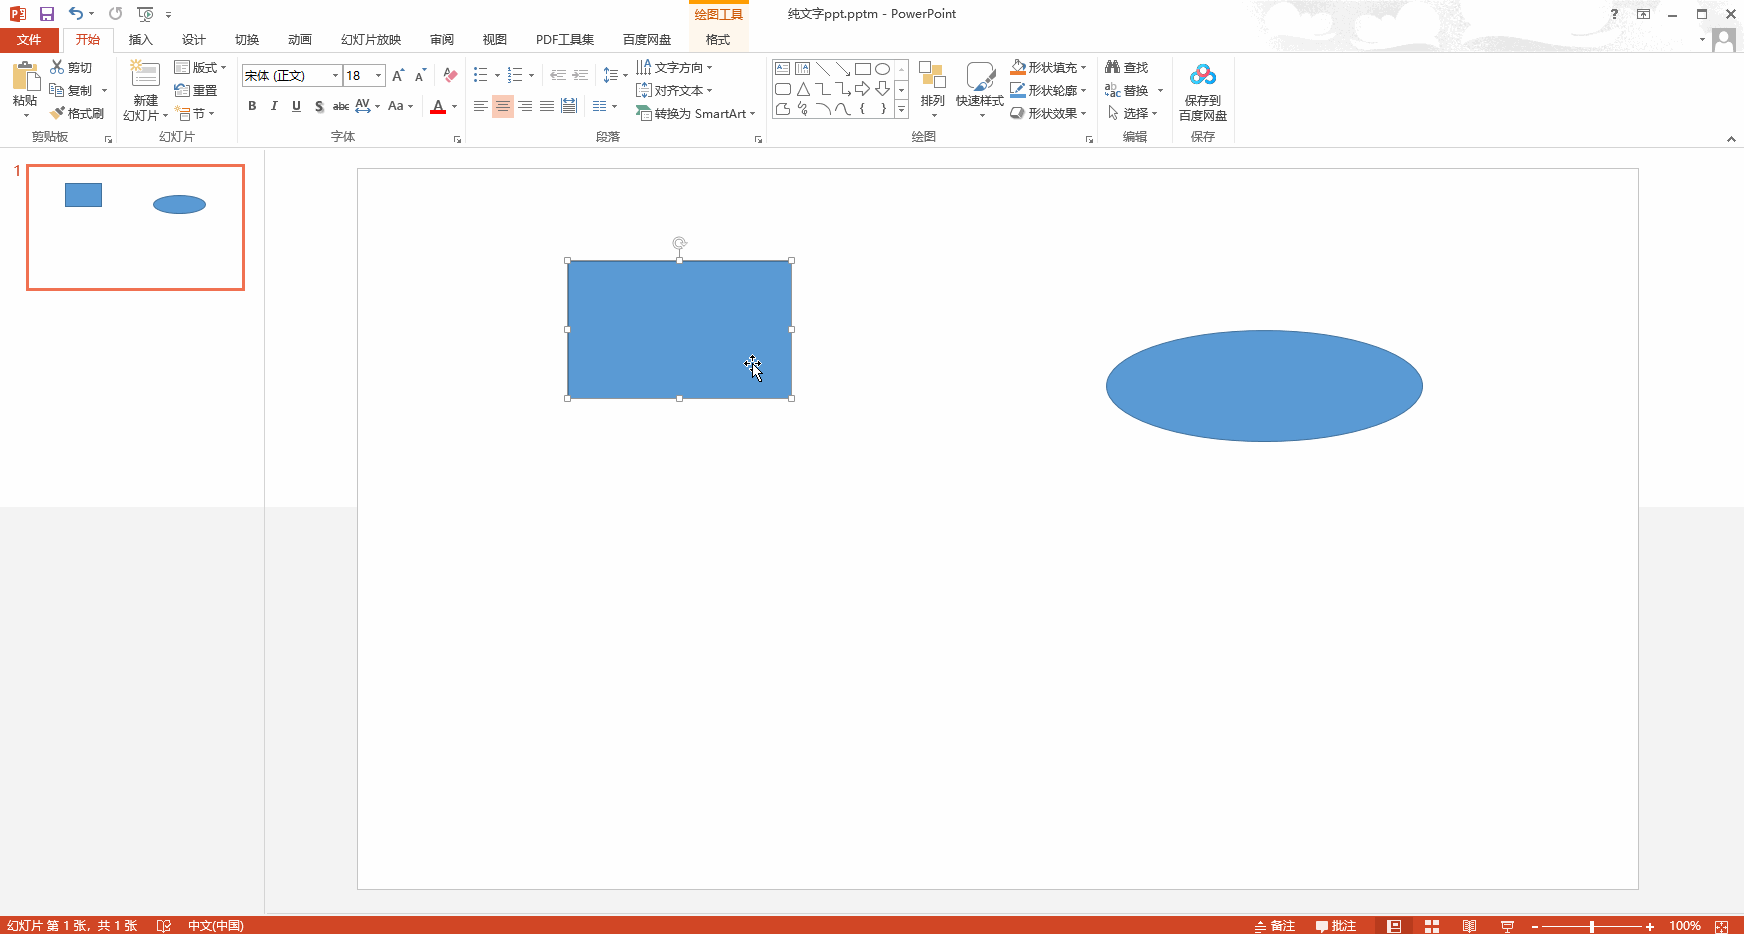 绘图工具
纯文字ppt.pptm - PowerPoint
文件 开始 插入 设计 切换 动画 幻灯片放映 审阅 视图 PDF工具集 百度网盘 格式
粘贴
剪切
复制
格式刷
剪贴板
新建
幻灯片
版式
重置
节
幻灯片
宋体 (正文) 18
B I U S abc AV Aa A
字体
文字方向
对齐文本
转换为 SmartArt
段落
排列
快速样式
形状填充
形状轮廓
形状效果
绘图
查找
替换
选择
编辑
保存到
百度网盘
保存
1
幻灯片 第 1 张，共 1 张 中文(中国) 备注 批注 100%